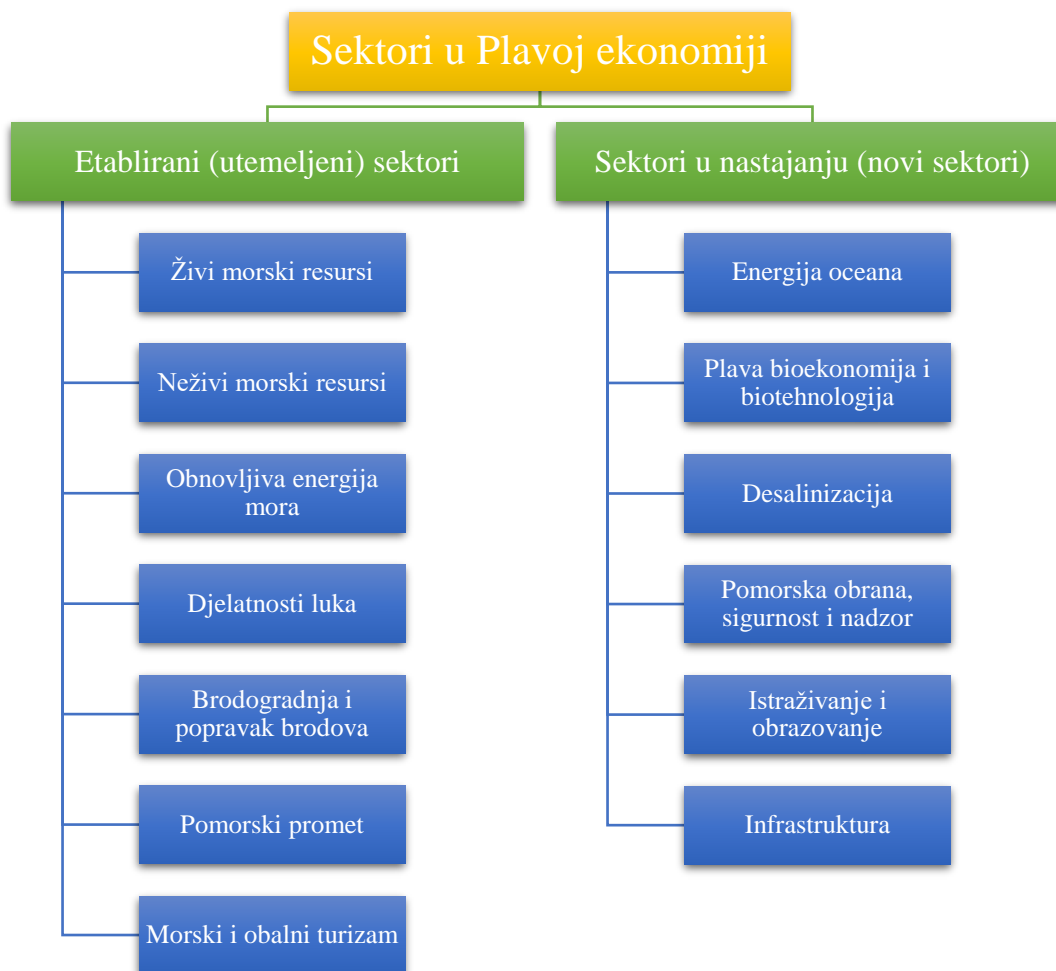 Sektori u Plavoj ekonomiji
Etablirani (utemeljeni) sektori
Živi morski resursi
Neživi morski resursi
Obnovljiva energija
mora
Djelatnosti luka
Brodogradnja i
popravak brodova
Pomorski promet
Morski i obalni turizam
Sektori u nastajanju (novi sektori)
Energija oceana
Plava bioekonomija i
biotehnologija
Desalinizacija
Pomorska obrana,
sigurnost i nadzor
Istraživanje i
obrazovanje
Infrastruktura